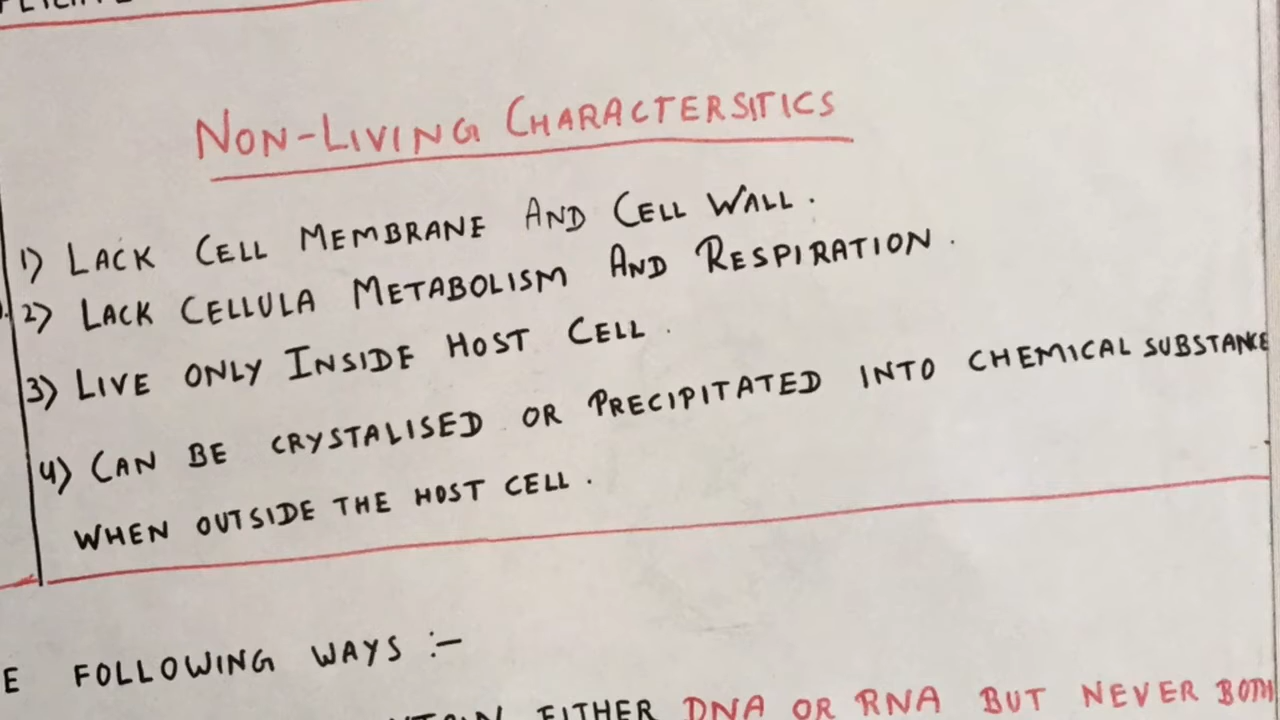 NON-LIVING CHARACTERSITICS
1) LACK CELL MEMBRANE AND CELL WALL.
2) LACK CELLULA METABOLISM AND RESPIRATION.
3) LIVE ONLY INSIDE HOST CELL.
4) CAN BE CRYSTALISED OR PRECIPITATED INTO CHEMICAL SUBSTANCE
WHEN OUTSIDE THE HOST CELL.
E FOLLOWING WAYS :-
EITHER DNA OR RNA BUT NEVER BOTH